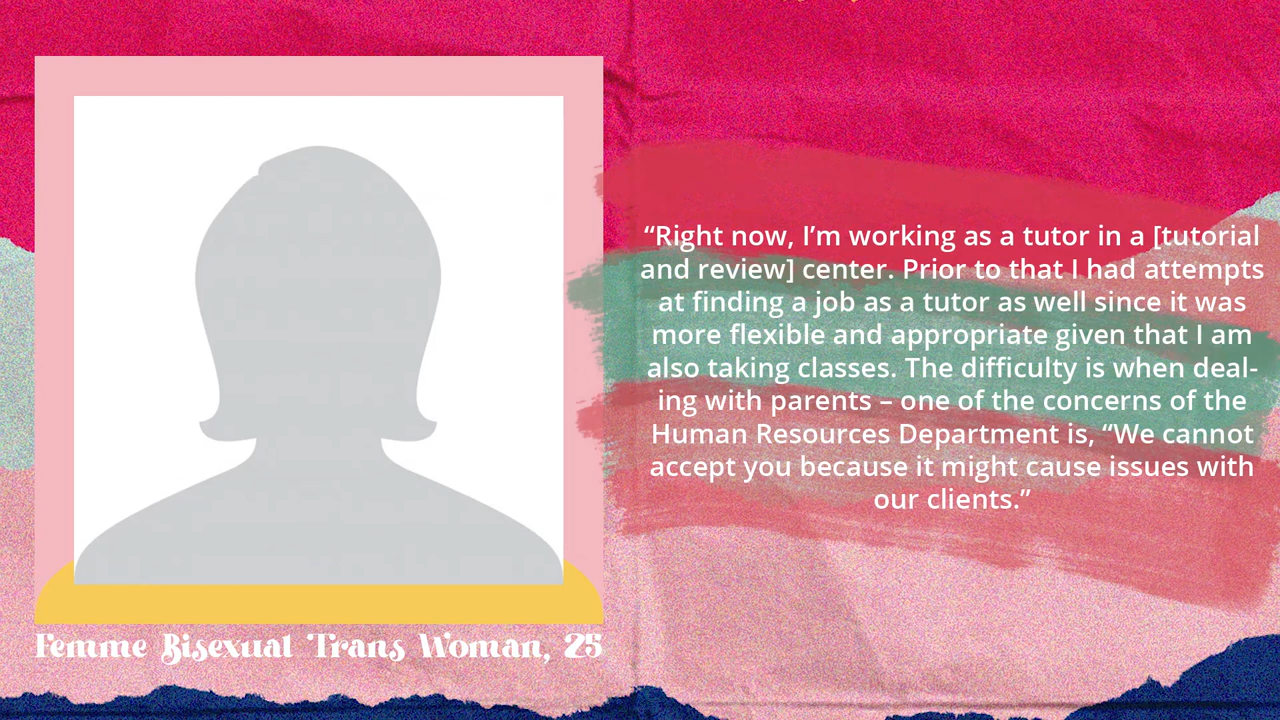 “Right now, I’m working as a tutor in a [tutorial
and review] center. Prior to that I had attempts
at finding a job as a tutor as well since it was
more flexible and appropriate given that I am
also taking classes. The difficulty is when deal-
ing with parents – one of the concerns of the
Human Resources Department is, “We cannot
accept you because it might cause issues with
our clients.”
Femme Bisexual Trans Woman, 25